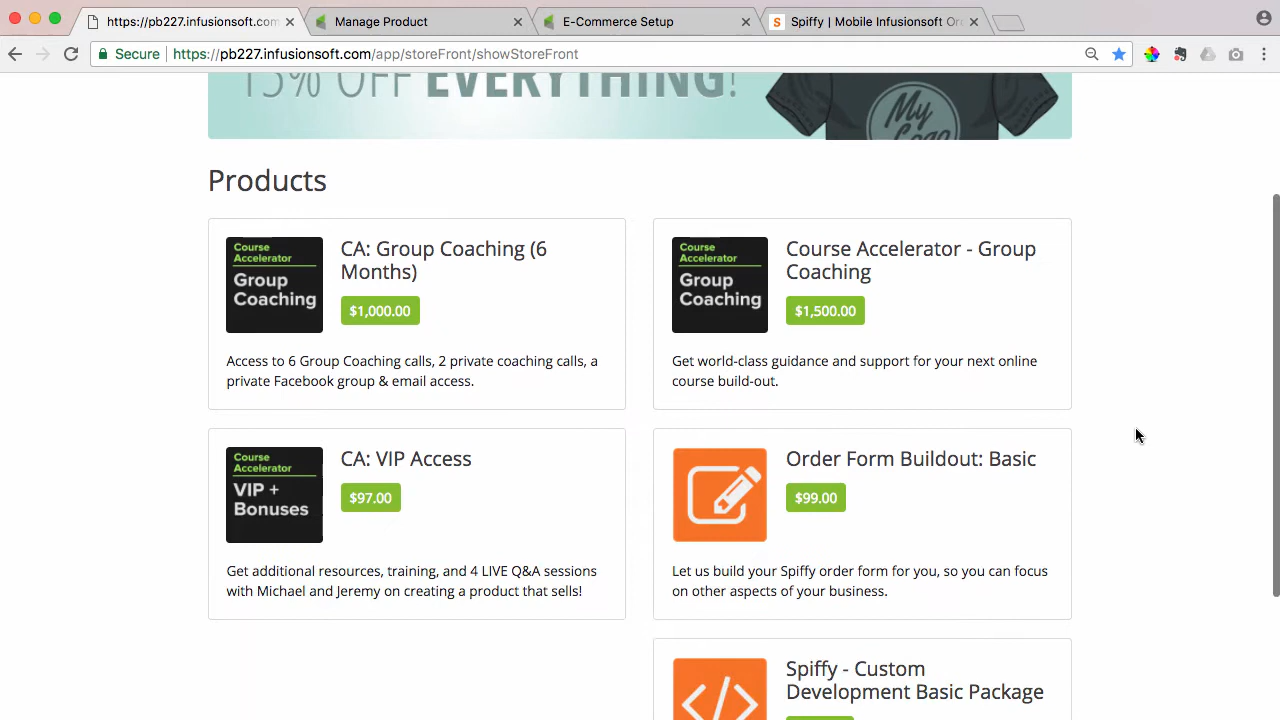 https://pb227.infusionsoft.com
Manage Product
E-Commerce Setup
Spiffy | Mobile Infusionsoft Or
Secure
https://pb227.infusionsoft.com/app/storeFront/showStoreFront
15% OFF EVERYTHING!
My
Logo
Products
Course
Accelerator
Group
Coaching
CA: Group Coaching (6
Months)
$1,000.00
Access to 6 Group Coaching calls, 2 private coaching calls, a
private Facebook group & email access.
Course
Accelerator
Group
Coaching
Course Accelerator - Group
Coaching
$1,500.00
Get world-class guidance and support for your next online
course build-out.
Course
Accelerator
VIP +
Bonuses
CA: VIP Access
$97.00
Get additional resources, training, and 4 LIVE Q&A sessions
with Michael and Jeremy on creating a product that sells!
Order Form Buildout: Basic
$99.00
Let us build your Spiffy order form for you, so you can focus
on other aspects of your business.
Spiffy - Custom
Development Basic Package